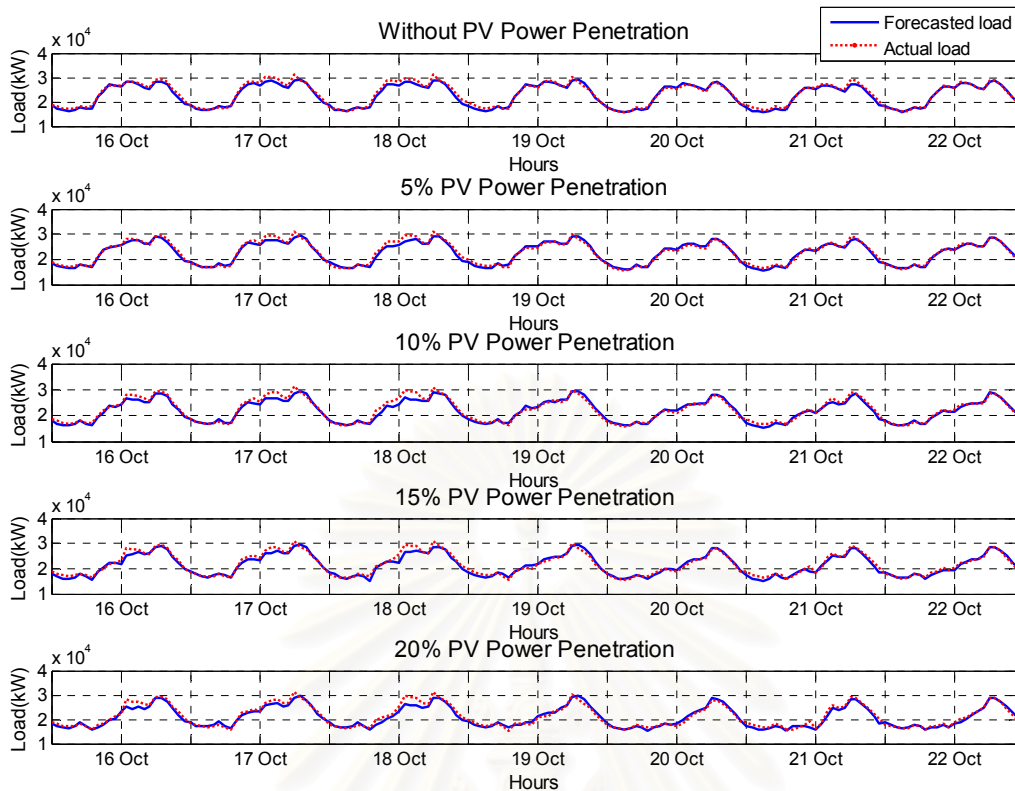 Without PV Power Penetration
Forecasted load
Actual load
x 10^4
Load(kW)
4
3
2
1
16 Oct 17 Oct 18 Oct 19 Oct 20 Oct 21 Oct 22 Oct
Hours
5% PV Power Penetration
x 10^4
Load(kW)
4
3
2
1
16 Oct 17 Oct 18 Oct 19 Oct 20 Oct 21 Oct 22 Oct
Hours
10% PV Power Penetration
x 10^4
Load(kW)
4
3
2
1
16 Oct 17 Oct 18 Oct 19 Oct 20 Oct 21 Oct 22 Oct
Hours
15% PV Power Penetration
x 10^4
Load(kW)
4
3
2
1
16 Oct 17 Oct 18 Oct 19 Oct 20 Oct 21 Oct 22 Oct
Hours
20% PV Power Penetration
x 10^4
Load(kW)
4
3
2
1
16 Oct 17 Oct 18 Oct 19 Oct 20 Oct 21 Oct 22 Oct
Hours